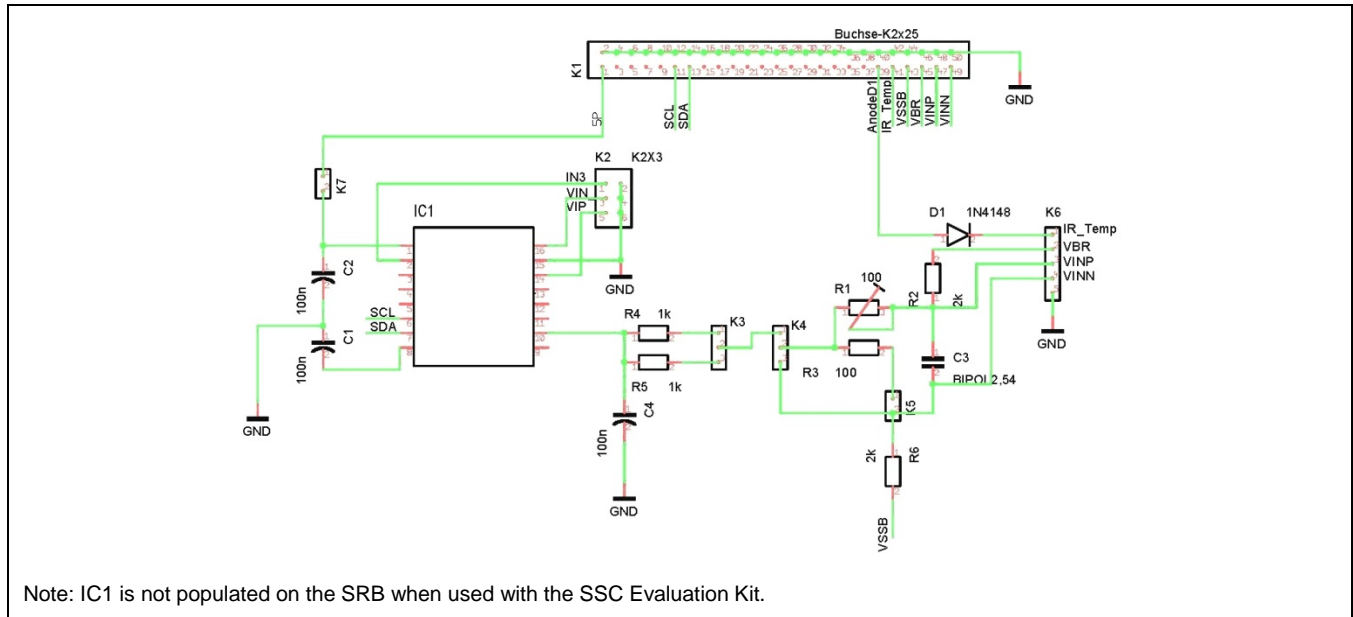 Buchse-K2x25
K1
GND
5P
SCL
SDA
AnodeD1
IR_Temp
VSSB
VBR
VINP
VINN
K7
K2 K2X3
IN3
VIN
VIP
IC1
GND
C2
100n
C1
100n
SCL
SDA
GND
D1 1N4148 K6
IR_Temp
VBR
VINP
VINN
R2
2k
GND
R1
100
R4 1k
K3
K4
R5 1k
R3 100
C4
100n
GND
C3
BIPOL2,54
K5
2k
R6
VSSB
Note: IC1 is not populated on the SRB when used with the SSC Evaluation Kit.